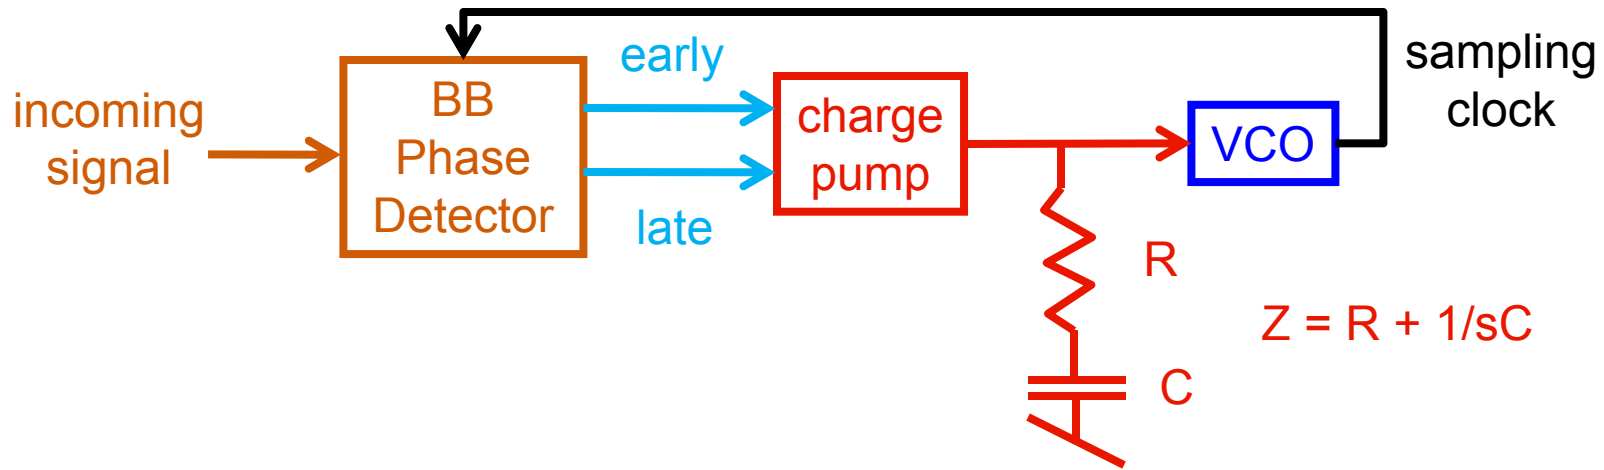 incoming
signal
BB
Phase
Detector
early
late
charge
pump
VCO
sampling
clock
R
C
Z = R + 1/sC